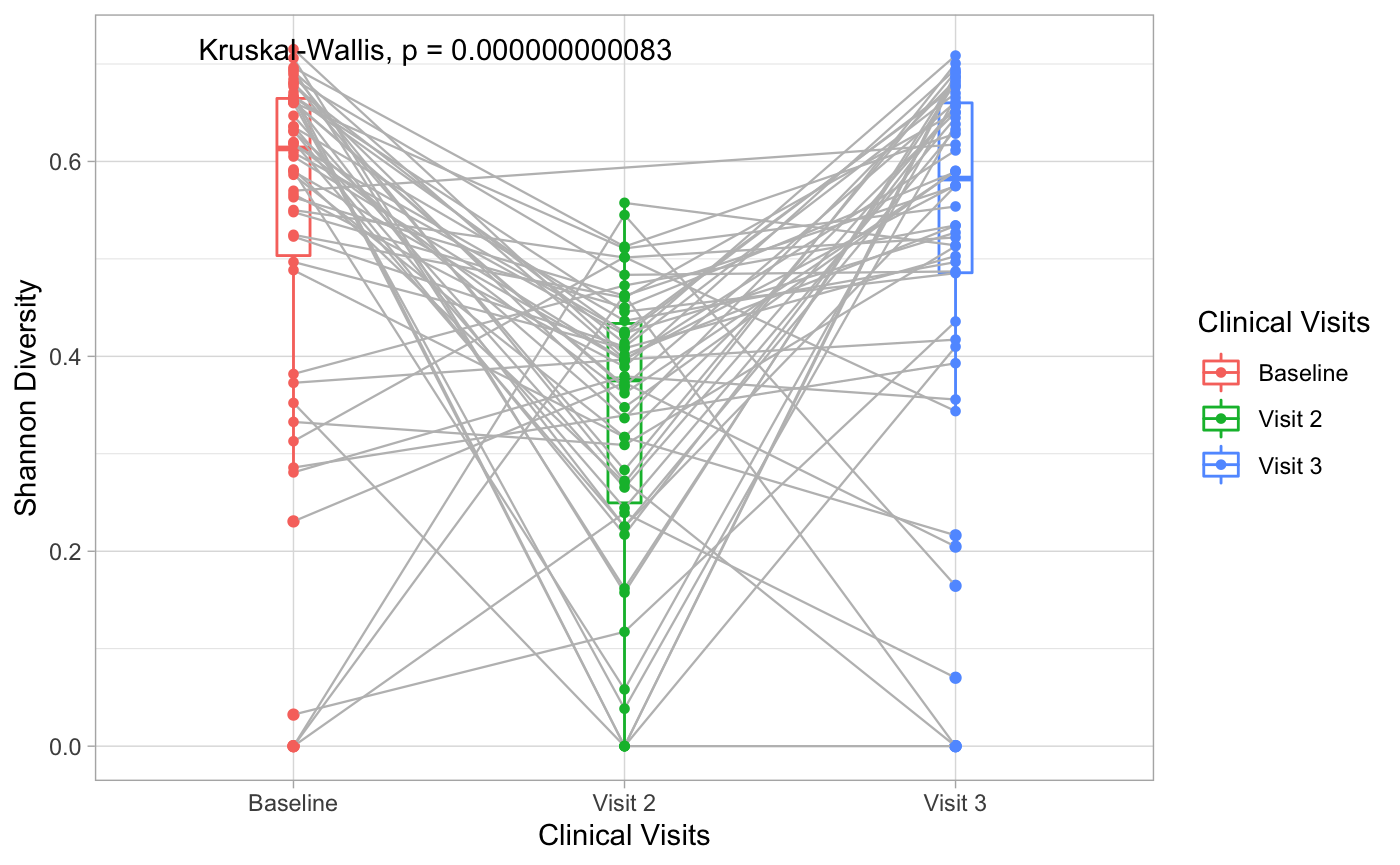 Kruskal-Wallis, p = 0.000000000083
Shannon Diversity
0.6
0.4
0.2
0.0
Baseline
Visit 2
Visit 3
Clinical Visits
Clinical Visits
Baseline
Visit 2
Visit 3